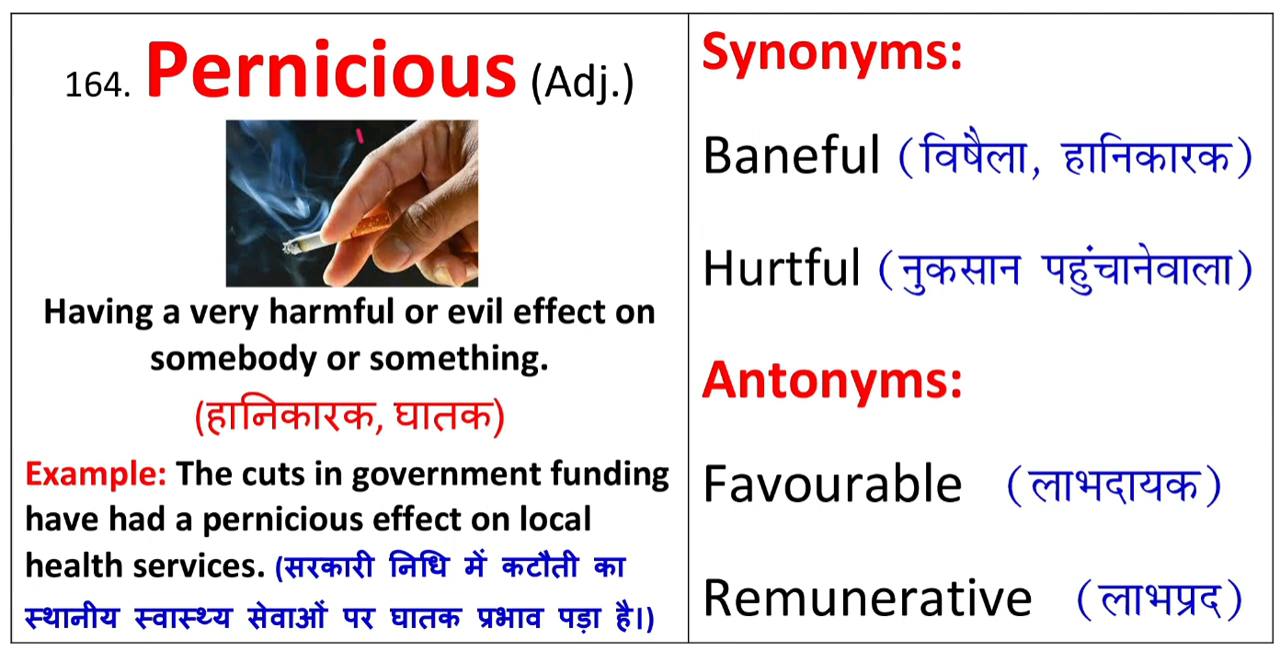 164. Pernicious (Adj.)
Having a very harmful or evil effect on
somebody or something.
(हानिकारक, घातक)
Example: The cuts in government funding
have had a pernicious effect on local
health services. (सरकारी निधि में कटौती का
स्थानीय स्वास्थ्य सेवाओं पर घातक प्रभाव पड़ा है।)
Synonyms:
Baneful (विषैला, हानिकारक)
Hurtful (नुकसान पहुंचानेवाला)
Antonyms:
Favourable (लाभदायक)
Remunerative (लाभप्रद)